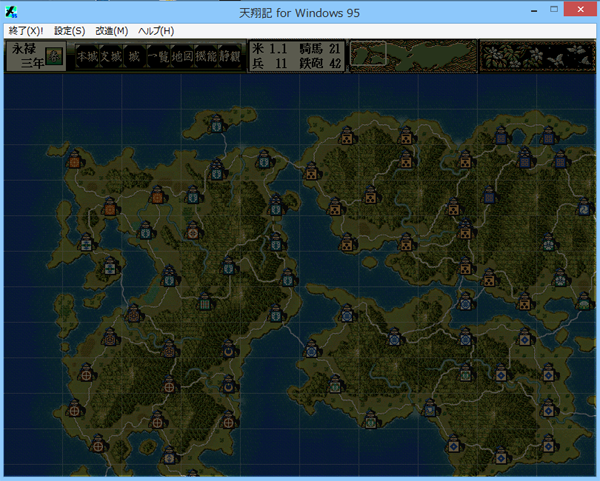 天翔記 for Windows 95
終了(X)! 設定(S) 改造(M) ヘルプ(H)
永禄 三年 本城 支城 城 一覧 地図 機能 静観 米 1.1 騎馬 21
兵 11 鉄砲 42